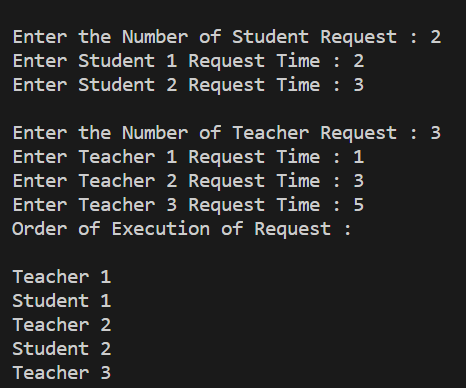 Enter the Number of Student Request : 2
Enter Student 1 Request Time : 2
Enter Student 2 Request Time : 3
Enter the Number of Teacher Request : 3
Enter Teacher 1 Request Time : 1
Enter Teacher 2 Request Time : 3
Enter Teacher 3 Request Time : 5
Order of Execution of Request :
Teacher 1
Student 1
Teacher 2
Student 2
Teacher 3